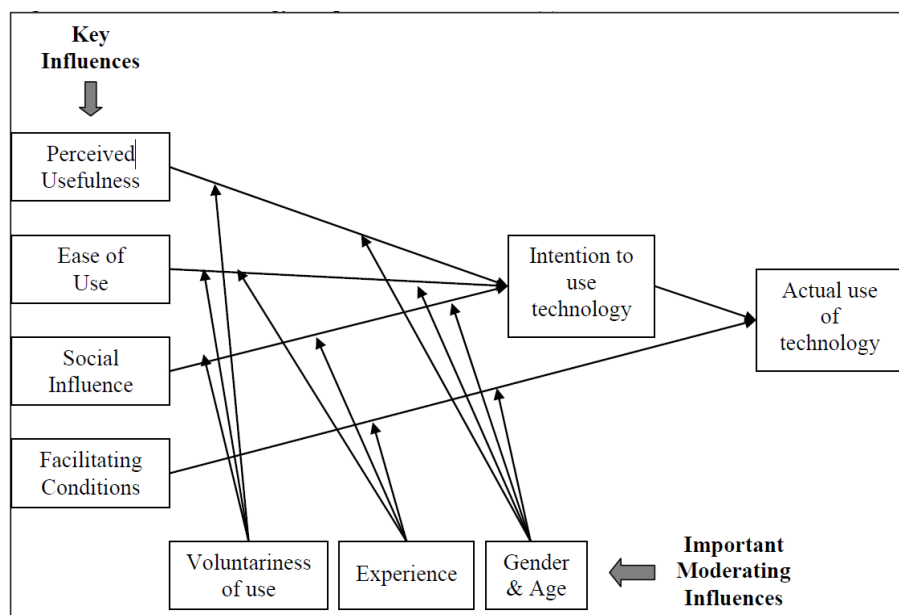 Key
Influences
Perceived
Usefulness
Ease of
Use
Social
Influence
Facilitating
Conditions
Intention to
use
technology
Actual use
of
technology
Voluntariness
of use
Experience
Gender
& Age
Important
Moderating
Influences